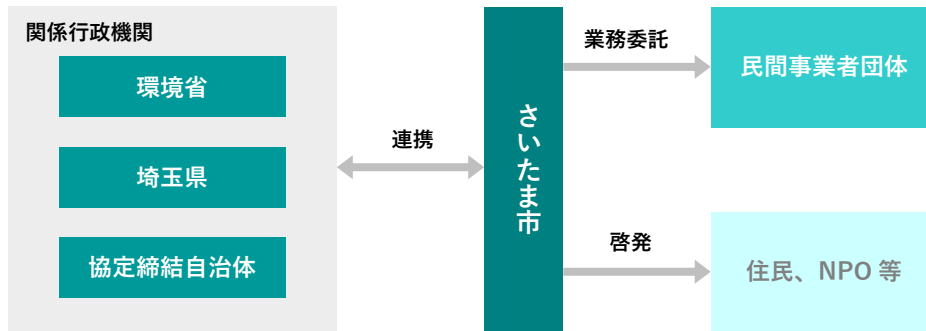 関係行政機関
環境省
埼玉県
協定締結自治体
連携
さいたま市
業務委託
民間事業者団体
啓発
住民、NPO 等